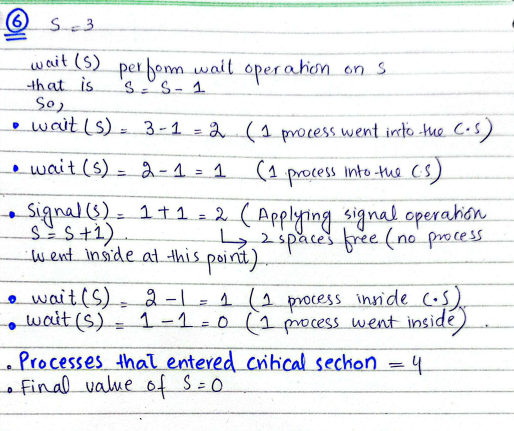 6 S = 3
wait (S) perform wait operation on S
that is S = S - 1
So,
• wait (S) = 3-1 = 2 (1 process went into the C.S)
• wait (S) = 2-1 = 1 (1 process into the CS)
• Signal (s) = 1+1 = 2 ( Applying signal operation
S = S+1) ↳ 2 spaces free (no process
went inside at this point)
• wait (S) = 2-1 = 1 (1 process inside C.S).
• wait (S) = 1-1 = 0 (1 process went inside).
• Processes that entered critical section = 4
• Final value of S = 0